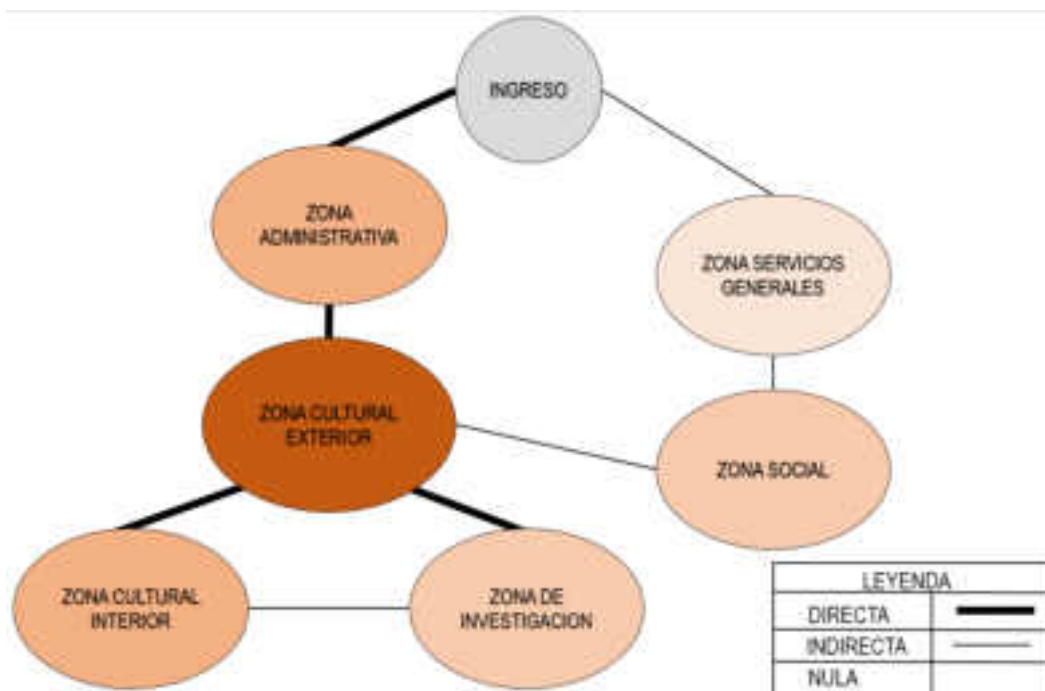 INGRESO
ZONA
ADMINISTRATIVA
ZONA SERVICIOS
GENERALES
ZONA CULTURAL
EXTERIOR
ZONA SOCIAL
ZONA CULTURAL
INTERIOR
ZONA DE
INVESTIGACION
LEYENDA
DIRECTA
INDIRECTA
NULA